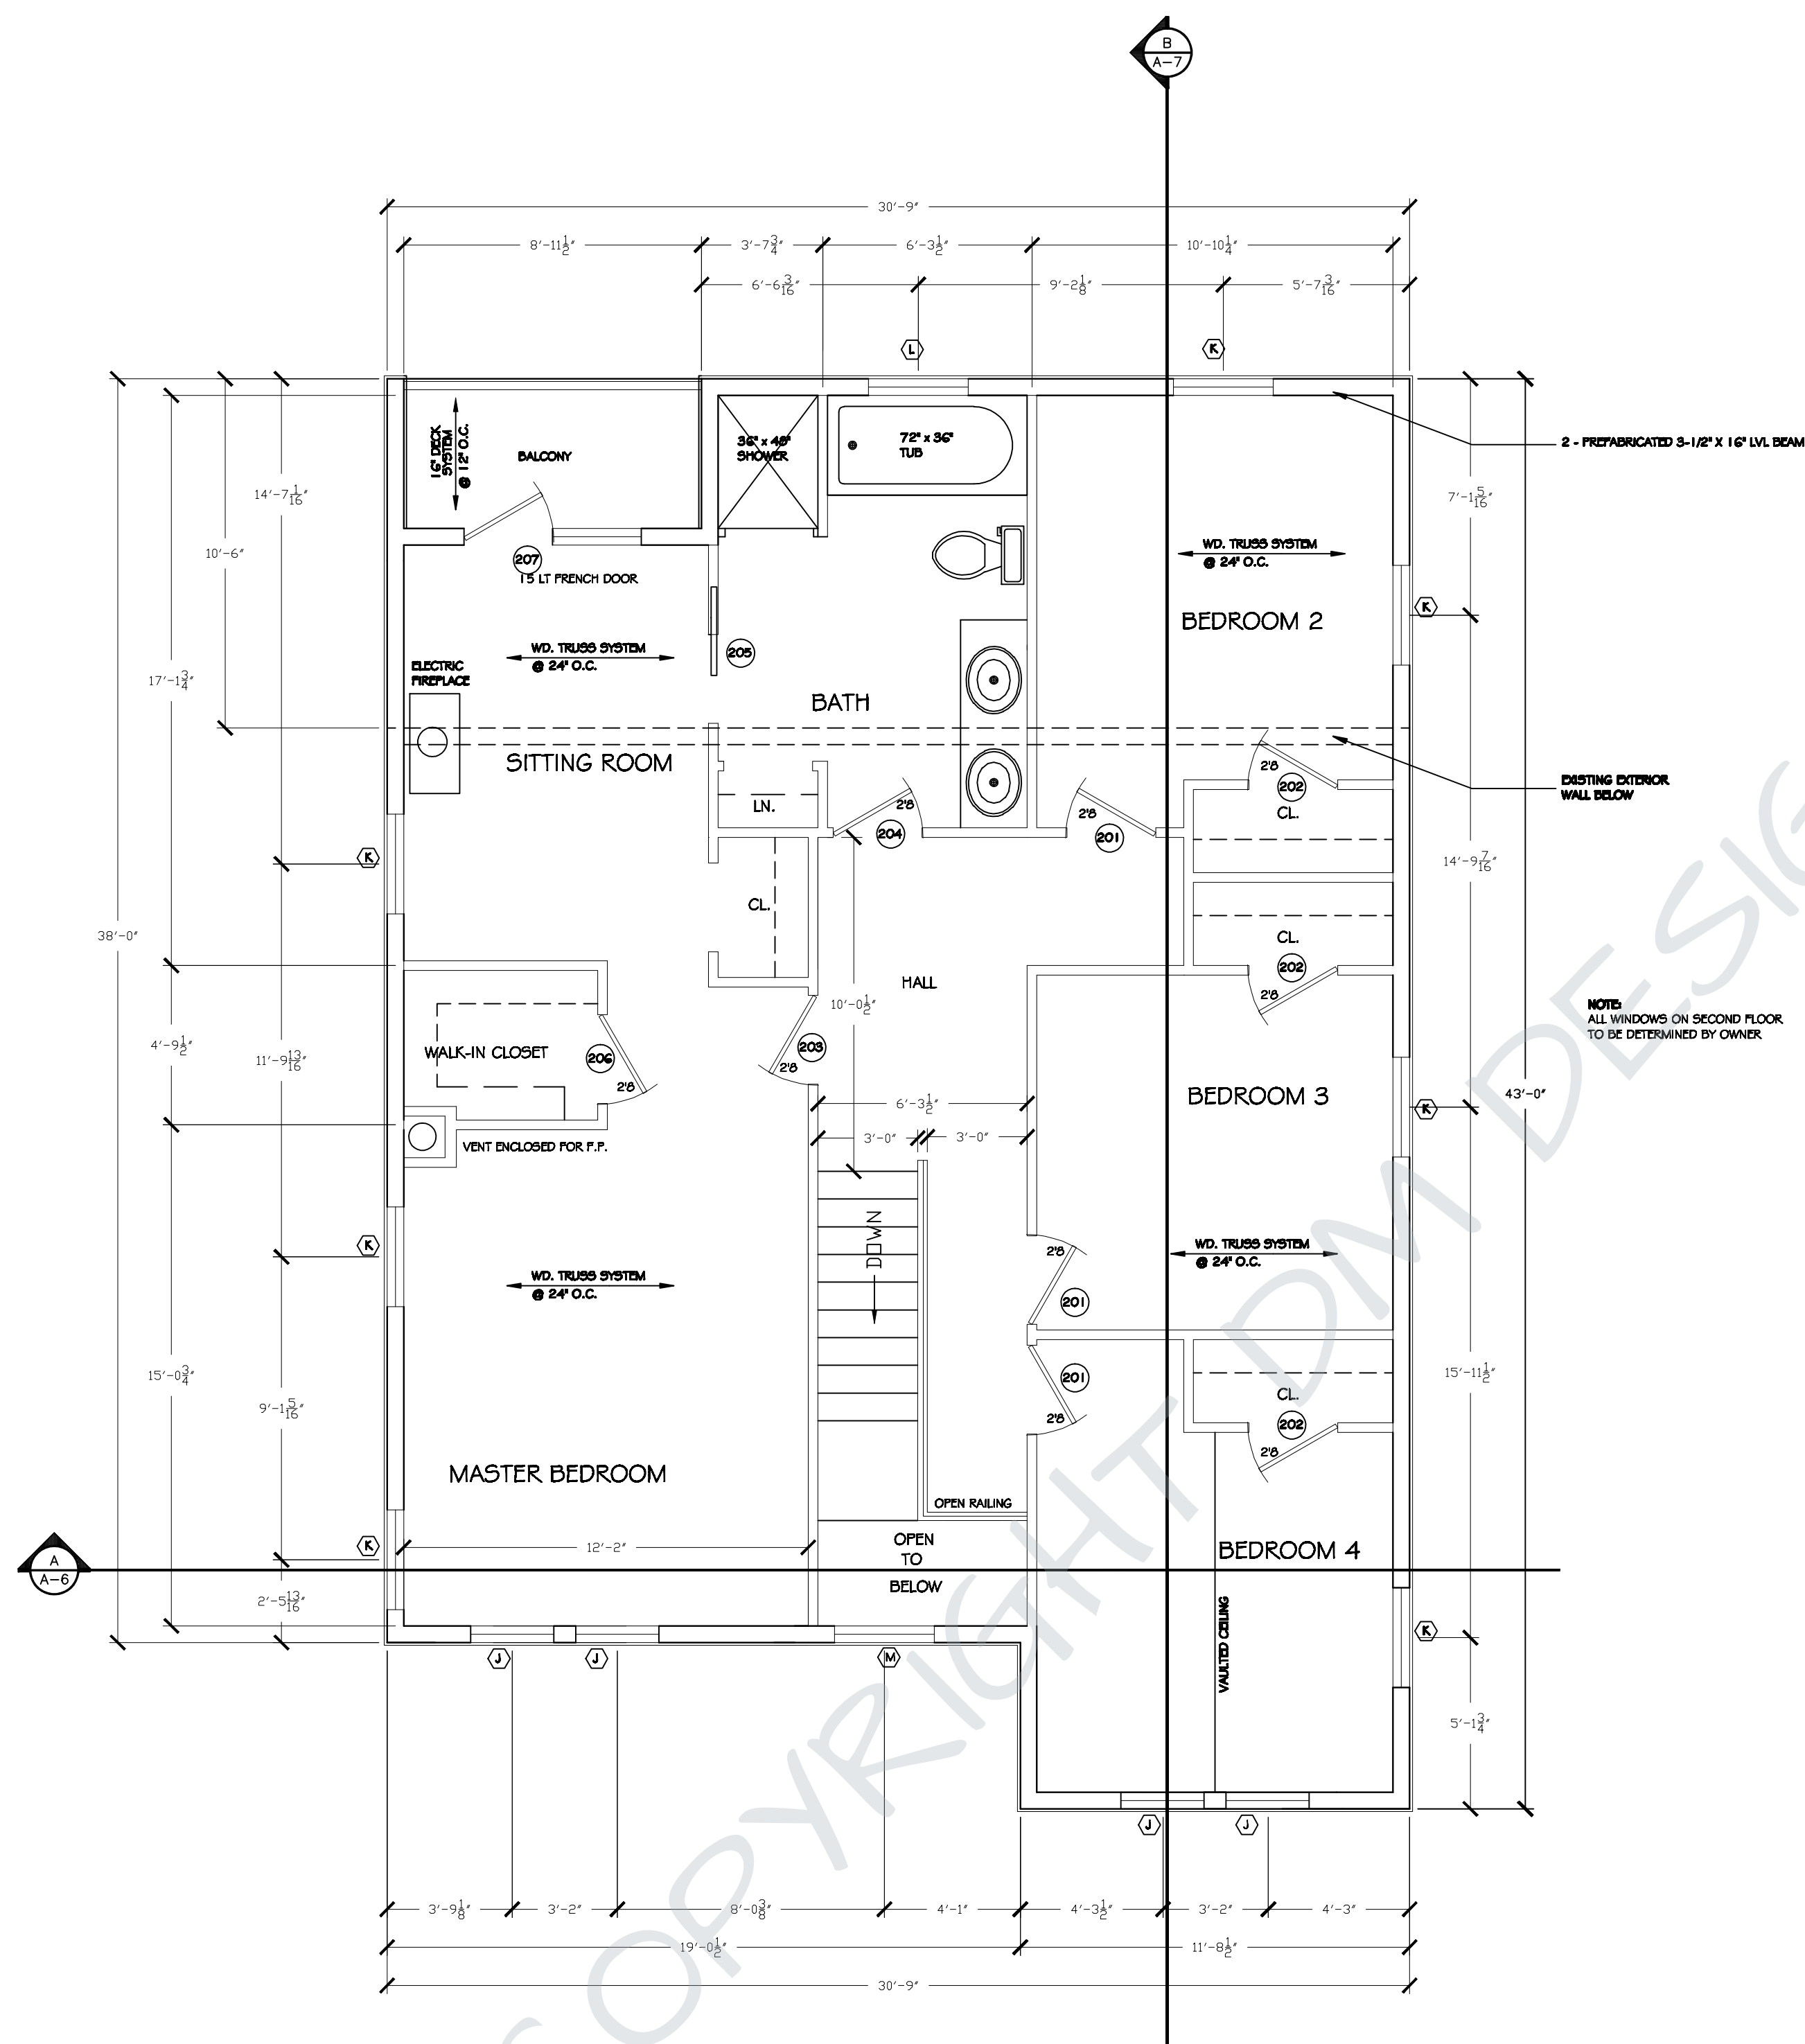 B
A-7
30'-9"
8'-11 1/2"
3'-7 3/4"
6'-3 1/2"
10'-10 1/4"
6'-6 3/16"
9'-2 1/8"
5'-7 3/16"
L
K
16" DECK
SYSTEM
@ 12" O.C.
BALCONY
36" x 48"
SHOWER
72" x 36"
TUB
2 - PREFABRICATED 3-1/2" X 16" LVL BEAM
14'-7 1/16"
7'-1 5/16"
10'-6"
207
15 LT FRENCH DOOR
WD. TRUSS SYSTEM
@ 24" O.C.
BEDROOM 2
K
WD. TRUSS SYSTEM
@ 24" O.C.
205
ELECTRIC
FIREPLACE
17'-1 3/4"
BATH
SITTING ROOM
2'8
202
CL.
EXISTING EXTERIOR
WALL BELOW
LN.
2'8
204
2'8
201
K
14'-9 7/16"
CL.
38'-0"
CL.
202
2'8
HALL
10'-0 1/2"
NOTE:
ALL WINDOWS ON SECOND FLOOR
TO BE DETERMINED BY OWNER
4'-9 1/2"
11'-9 13/16"
WALK-IN CLOSET
206
2'8
203
2'8
BEDROOM 3
43'-0"
6'-3 1/2"
K
3'-0"
3'-0"
VENT ENCLOSED FOR F.P.
DOWN
K
2'8
WD. TRUSS SYSTEM
@ 24" O.C.
WD. TRUSS SYSTEM
@ 24" O.C.
201
15'-0 3/4"
201
15'-11 1/2"
9'-1 5/16"
2'8
CL.
202
2'8
MASTER BEDROOM
OPEN RAILING
K
12'-2"
OPEN
TO
BELOW
BEDROOM 4
A
A-6
2'-5 13/16"
VAULTED CEILING
K
J
J
M
5'-1 3/4"
J
J
3'-9 1/8"
3'-2"
8'-0 3/8"
4'-1"
4'-3 1/2"
3'-2"
4'-3"
19'-0 1/2"
11'-8 1/2"
30'-9"
OPYRIGHT DM DESIG